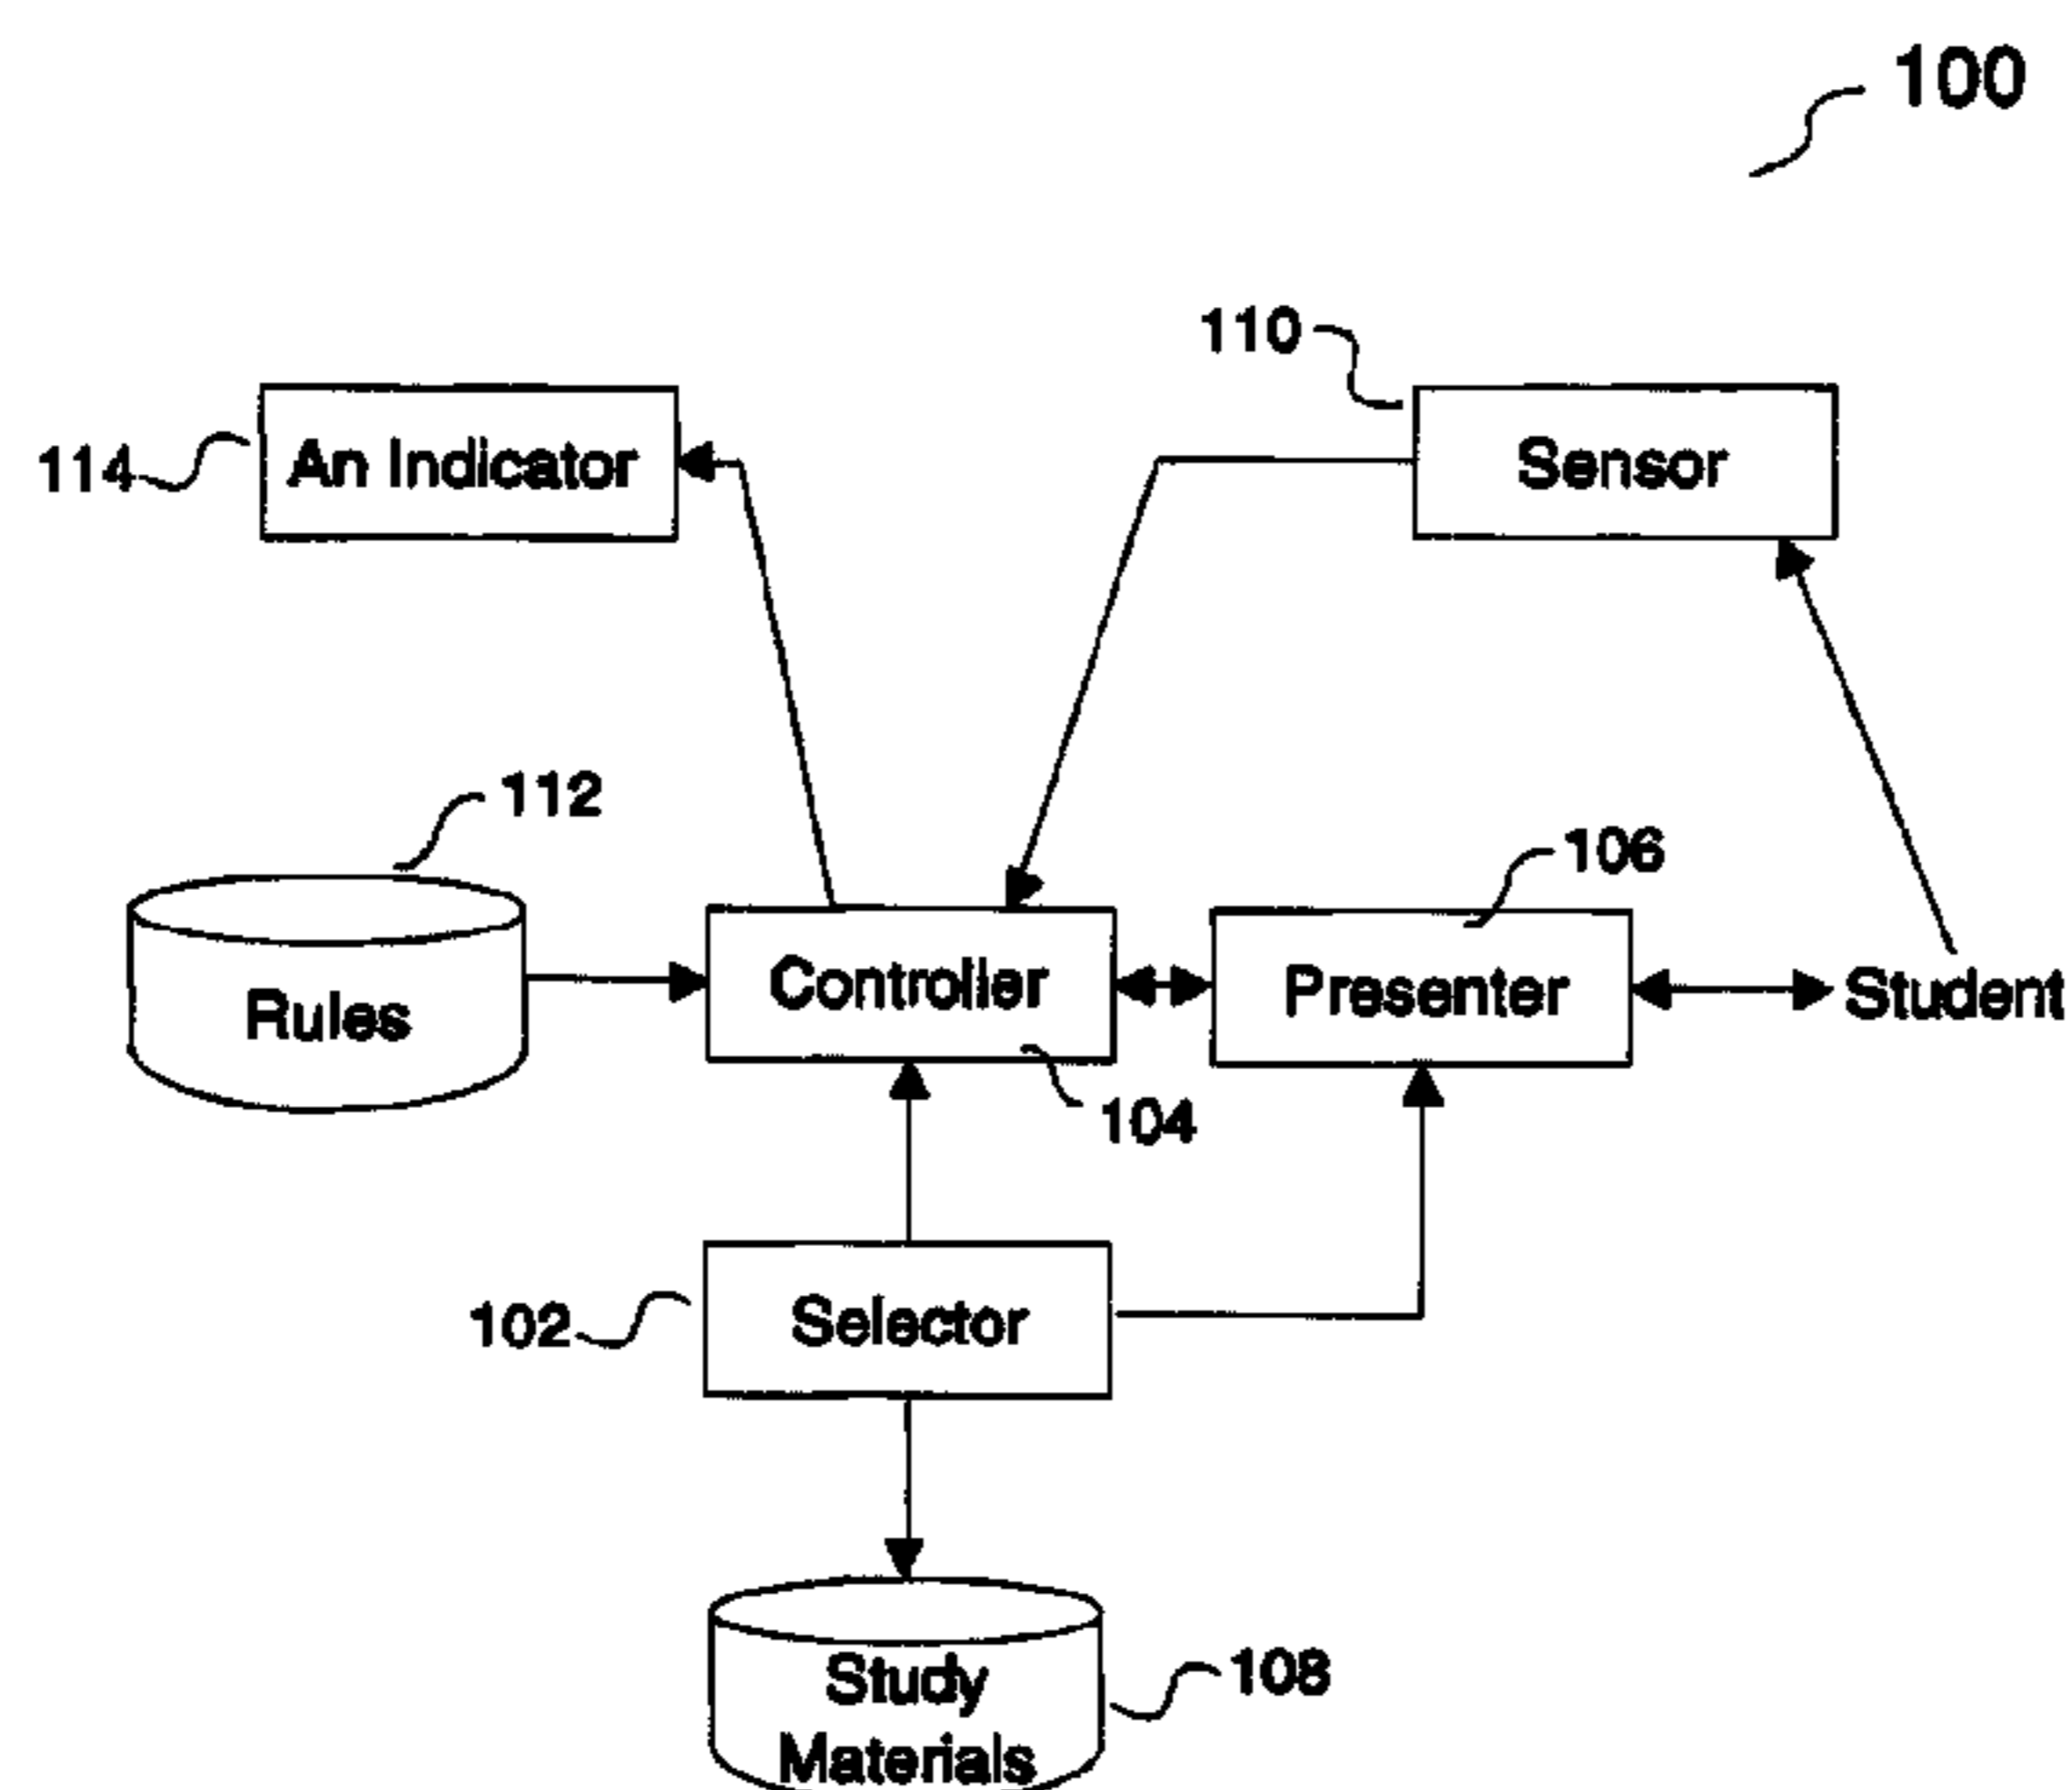 100
110
An Indicator
Sensor
114
112
106
Rules
Controller
Presenter
Student
104
Selector
102
Study
Materials
108